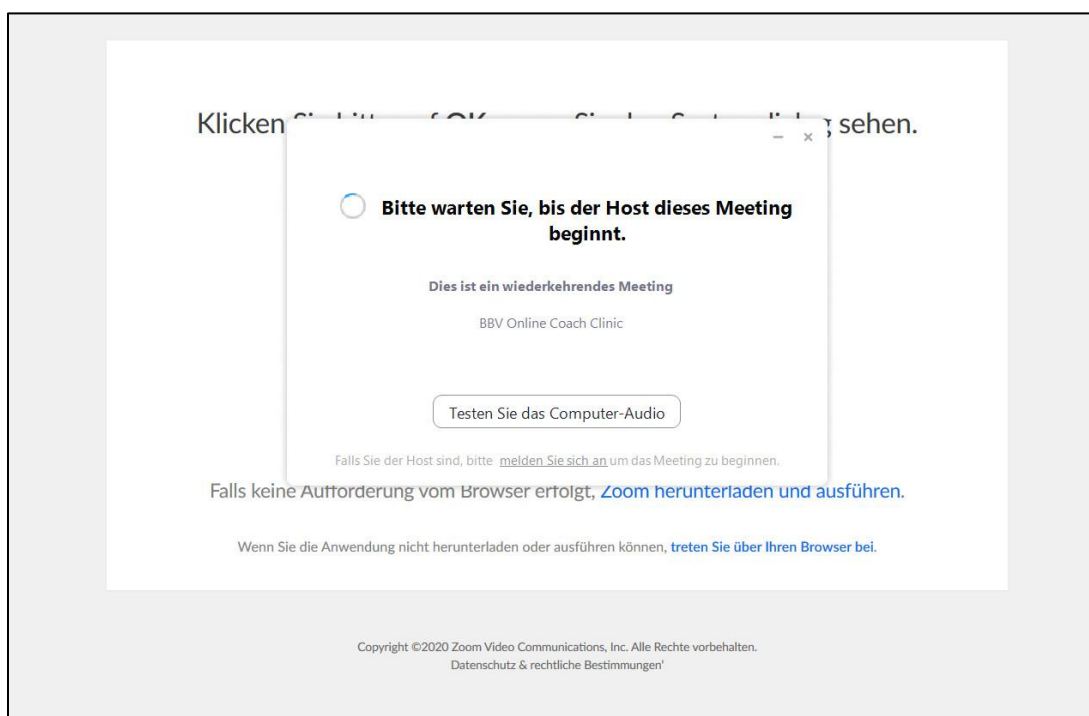 Klicken sehen.
Bitte warten Sie, bis der Host dieses Meeting
beginnt.
Dies ist ein wiederkehrendes Meeting
BBV Online Coach Clinic
Testen Sie das Computer-Audio
Falls Sie der Host sind, bitte melden Sie sich an um das Meeting zu beginnen.
Falls keine Aufforderung vom Browser erfolgt, Zoom herunterladen und ausführen.
Wenn Sie die Anwendung nicht herunterladen oder ausführen können, treten Sie über Ihren Browser bei.
Copyright ©2020 Zoom Video Communications, Inc. Alle Rechte vorbehalten.
Datenschutz & rechtliche Bestimmungen'